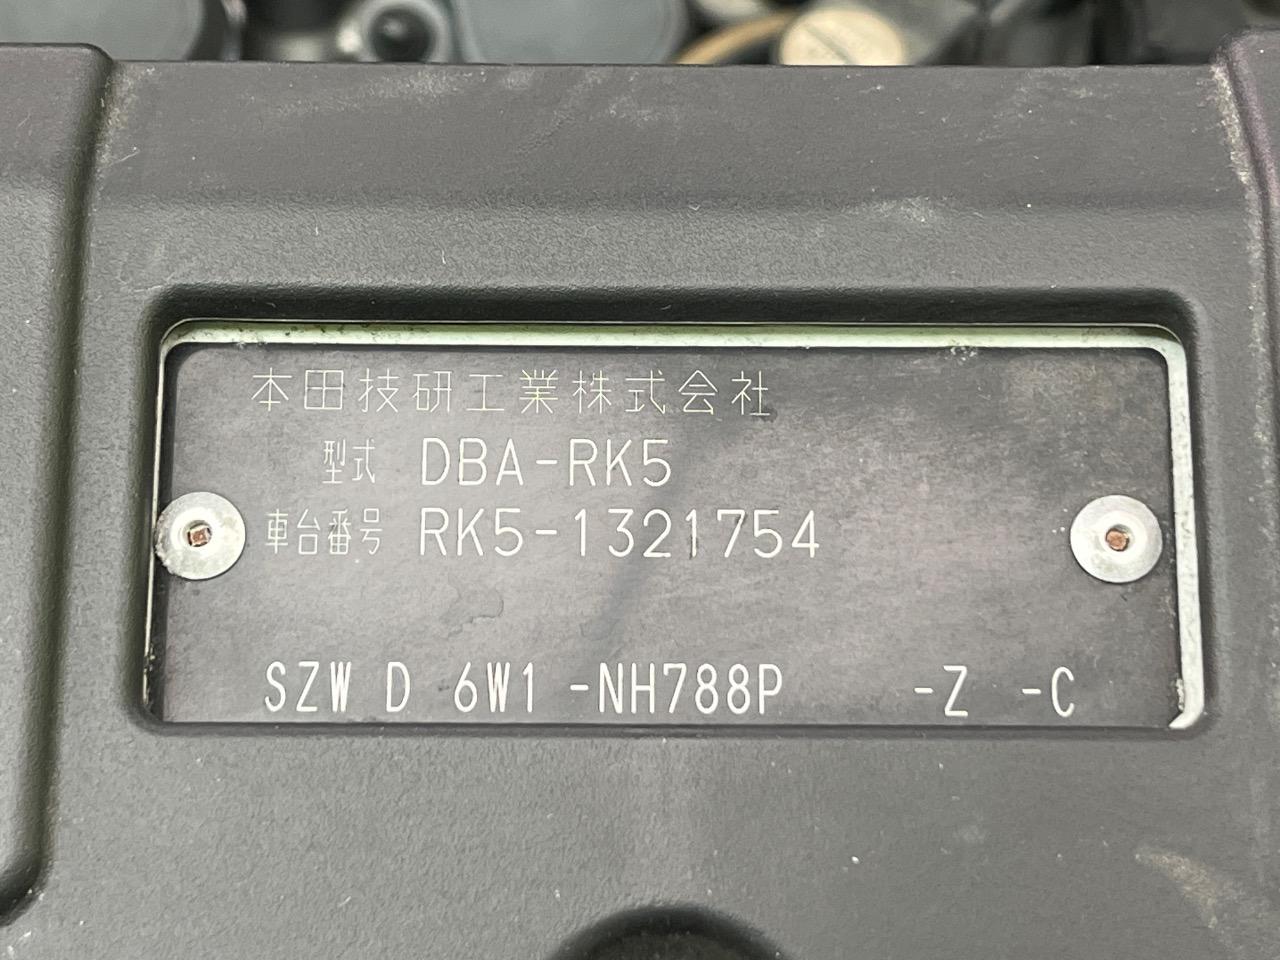 本田技研工業株式会社
型式 DBA-RK5
車台番号 RK5-1321754
SZW D 6W1 -NH788P -Z -C